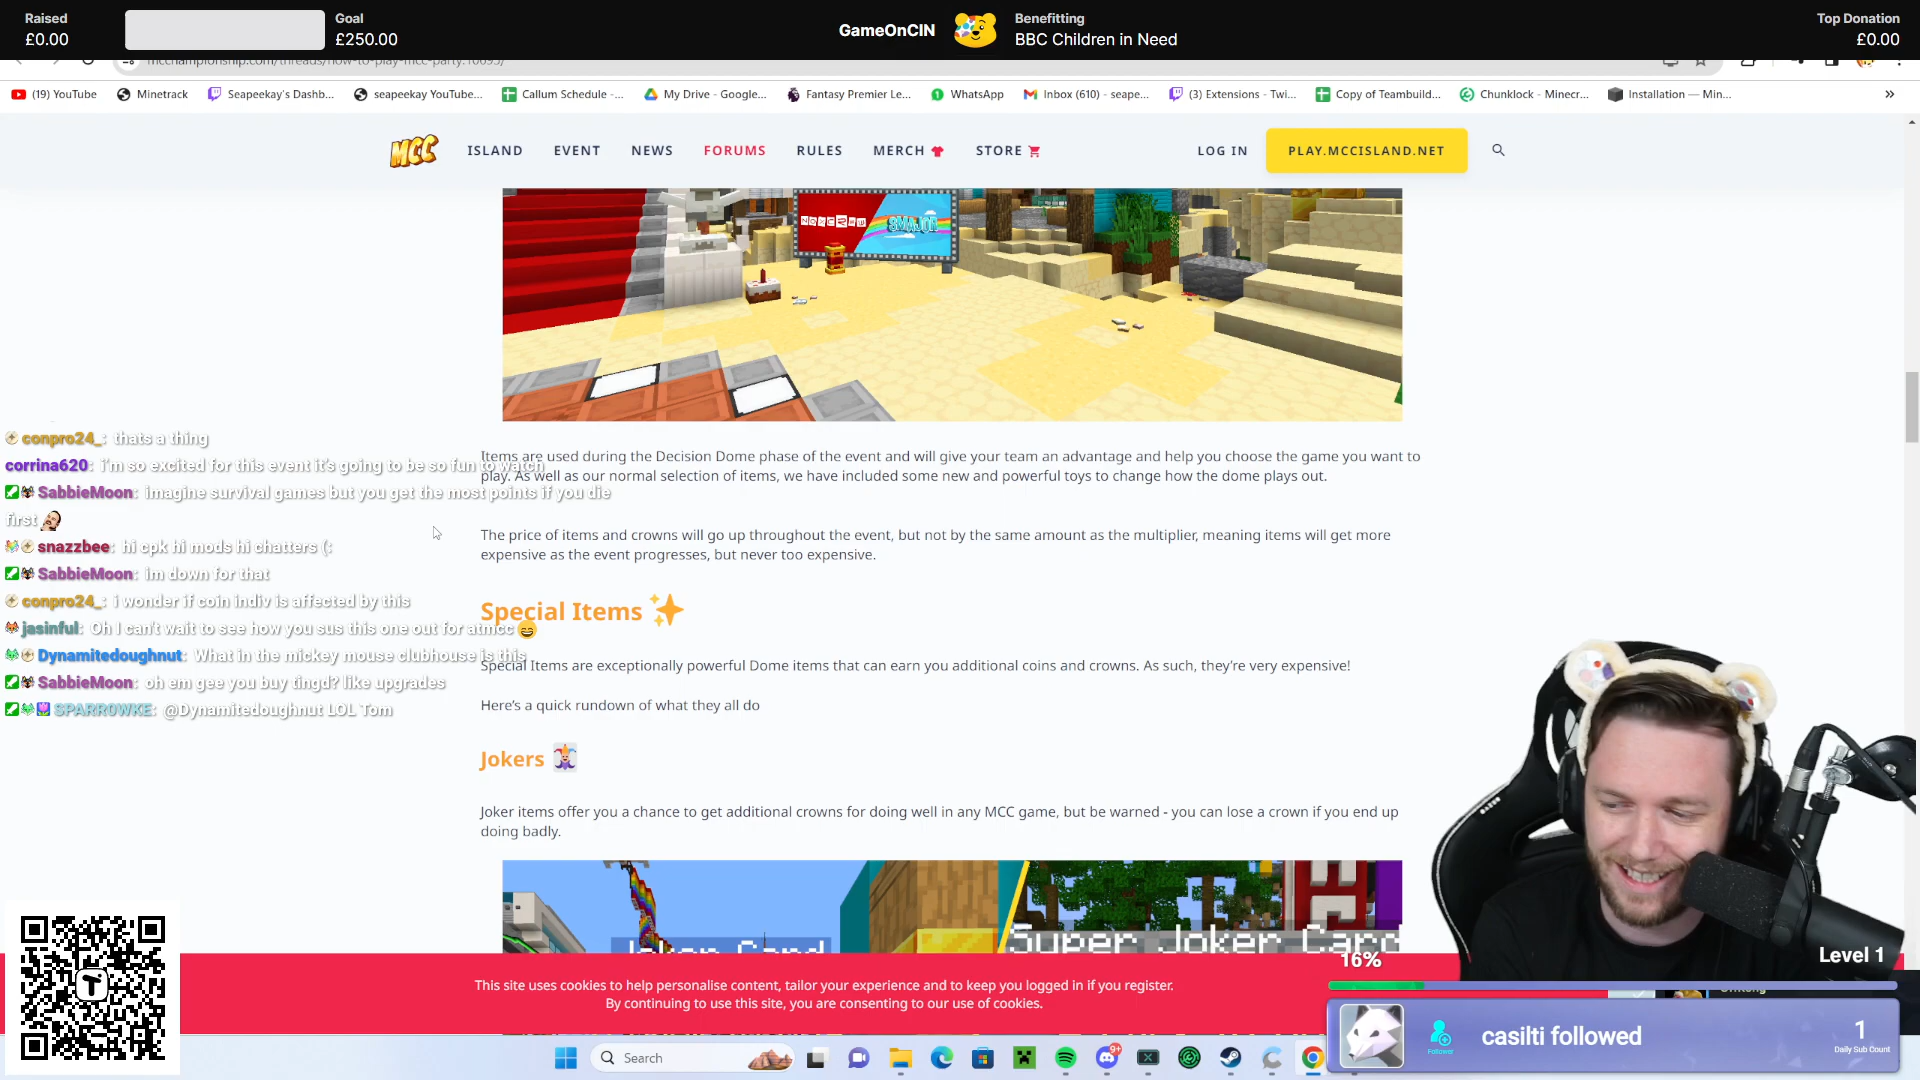 Raised
£0.00
Goal
£250.00
GameOnCIN
Benefitting
BBC Children in Need
Top Donation
£0.00
mcchampionship.com/threads/how-to-play-mcc-party.10695/
(19) YouTube
Minetrack
Seapeekay's Dashb...
seapeekay YouTube...
Callum Schedule -...
My Drive - Google...
Fantasy Premier Le...
WhatsApp
Inbox (610) - seape...
(3) Extensions - Twi...
Copy of Teambuild...
Chunklock - Minecr...
Installation — Min...
»
MCC
ISLAND
EVENT
NEWS
FORUMS
RULES
MERCH
STORE
LOG IN
PLAY.MCCISLAND.NET
NOXCREW
SMAJOR
Items are used during the Decision Dome phase of the event and will give your team an advantage and help you choose the game you want to
play. As well as our normal selection of items, we have included some new and powerful toys to change how the dome plays out.
The price of items and crowns will go up throughout the event, but not by the same amount as the multiplier, meaning items will get more
expensive as the event progresses, but never too expensive.
Special Items
Special Items are exceptionally powerful Dome items that can earn you additional coins and crowns. As such, they're very expensive!
Here's a quick rundown of what they all do
Jokers
Joker items offer you a chance to get additional crowns for doing well in any MCC game, but be warned - you can lose a crown if you end up
doing badly.
Joker Card
Super Joker Card
conpro24_: thats a thing
corrina620: i'm so excited for this event it's going to be so fun to watch
SabbieMoon: imagine survival games but you get the most points if you die
first
snazzbee: hi cpk hi mods hi chatters (:
SabbieMoon: im down for that
conpro24_: i wonder if coin indiv is affected by this
jasinful: Oh I can't wait to see how you sus this one out for atmcc
Dynamitedoughnut: What in the mickey mouse clubhouse is this
SabbieMoon: oh em gee you buy tingd? like upgrades
SPARR0WKE: @Dynamitedoughnut LOL Tom
This site uses cookies to help personalise content, tailor your experience and to keep you logged in if you register.
By continuing to use this site, you are consenting to our use of cookies.
16%
Level 1
Follower
casilti followed
1
Daily Sub Count
Search
9+